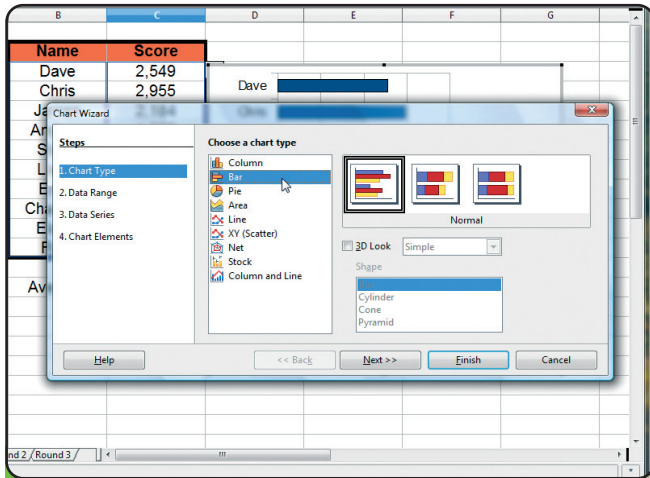 B C D E F G
Name Score
Dave 2,549
Chris 2,955
Dave
Chart Wizard
Steps
1. Chart Type
2. Data Range
3. Data Series
4. Chart Elements
Choose a chart type
Column
Bar
Pie
Area
Line
XY (Scatter)
Net
Stock
Column and Line
Normal
3D Look Simple
Shape
Cylinder
Cone
Pyramid
Help << Back Next >> Finish Cancel
nd 2 / Round 3 /